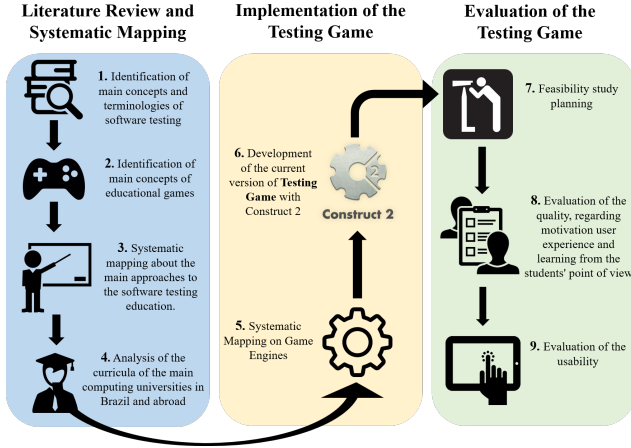 Literature Review and
Systematic Mapping
1. Identification of
main concepts and
terminologies of
software testing
2. Identification of
main concepts of
educational games
3. Systematic
mapping about the
main approaches to
the software testing
education.
4. Analysis of the
curricula of the main
computing universities in
Brazil and abroad
Implementation of the
Testing Game
6. Development
of the current
version of Testing
Game with
Construct 2
2
Construct 2
5. Systematic
Mapping on Game
Engines
Evaluation of the
Testing Game
7. Feasibility study
planning
8. Evaluation of the
quality, regarding
motivation user
experience and
learning from the
students' point of view
9. Evaluation of the
usability